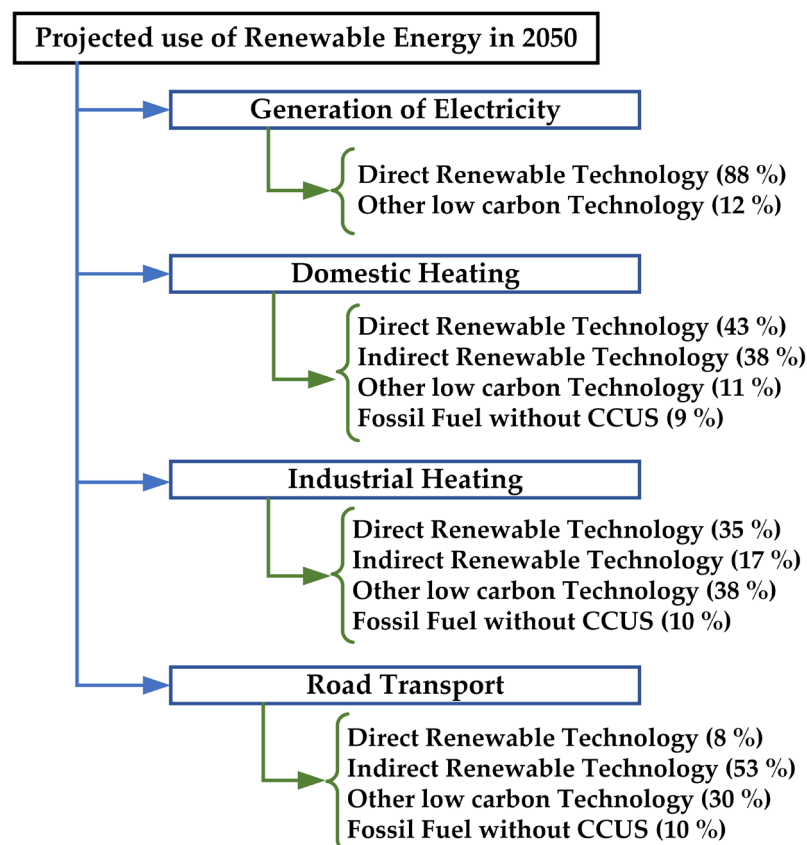 Projected use of Renewable Energy in 2050
Generation of Electricity
Direct Renewable Technology (88 %)
Other low carbon Technology (12 %)
Domestic Heating
Direct Renewable Technology (43 %)
Indirect Renewable Technology (38 %)
Other low carbon Technology (11 %)
Fossil Fuel without CCUS (9 %)
Industrial Heating
Direct Renewable Technology (35 %)
Indirect Renewable Technology (17 %)
Other low carbon Technology (38 %)
Fossil Fuel without CCUS (10 %)
Road Transport
Direct Renewable Technology (8 %)
Indirect Renewable Technology (53 %)
Other low carbon Technology (30 %)
Fossil Fuel without CCUS (10 %)